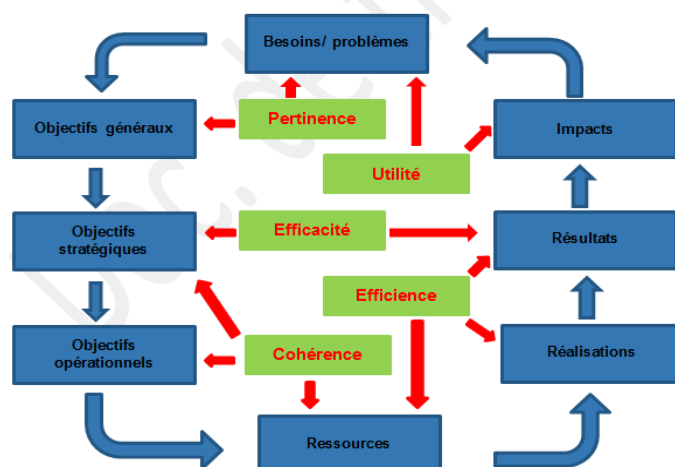 Besoins/ problèmes
Objectifs généraux
Pertinence
Impacts
Utilité
Objectifs
stratégiques
Efficacité
Résultats
Efficience
Objectifs
opérationnels
Cohérence
Réalisations
Ressources